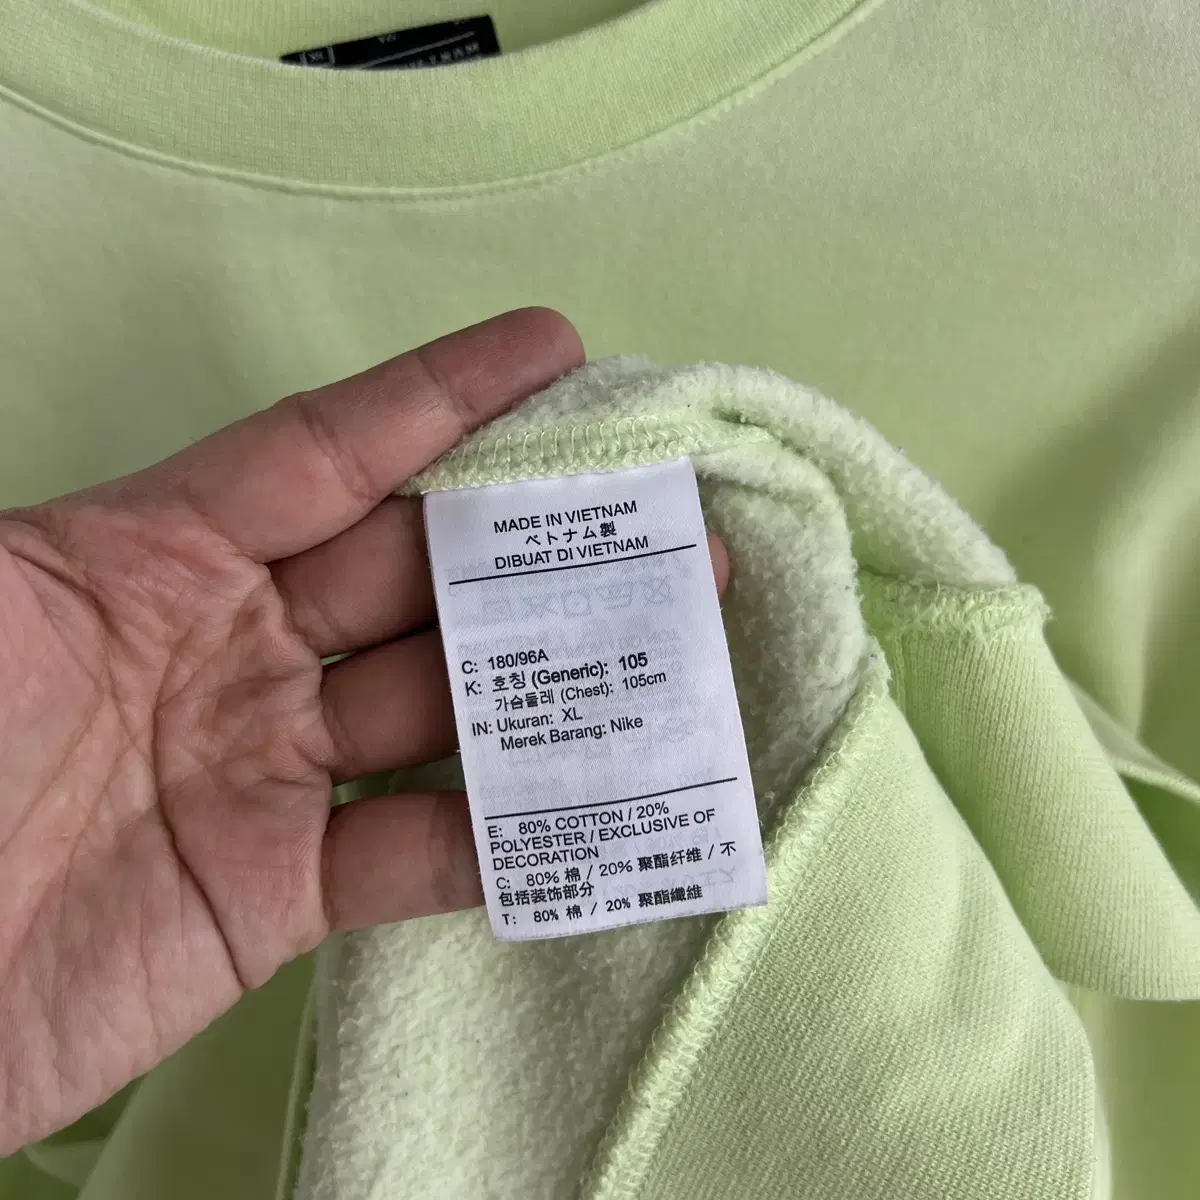 MADE IN VIETNAM
ベトナム製
DIBUAT DI VIETNAM
C: 180/96A
K: 호칭 (Generic): 105
가슴둘레 (Chest): 105cm
IN: Ukuran: XL
Merek Barang: Nike
E: 80% COTTON / 20%
POLYESTER / EXCLUSIVE OF
DECORATION
C: 80% 棉 / 20% 聚酯纤维 / 不
包括装饰部分
T: 80% 棉 / 20% 聚酯纖維